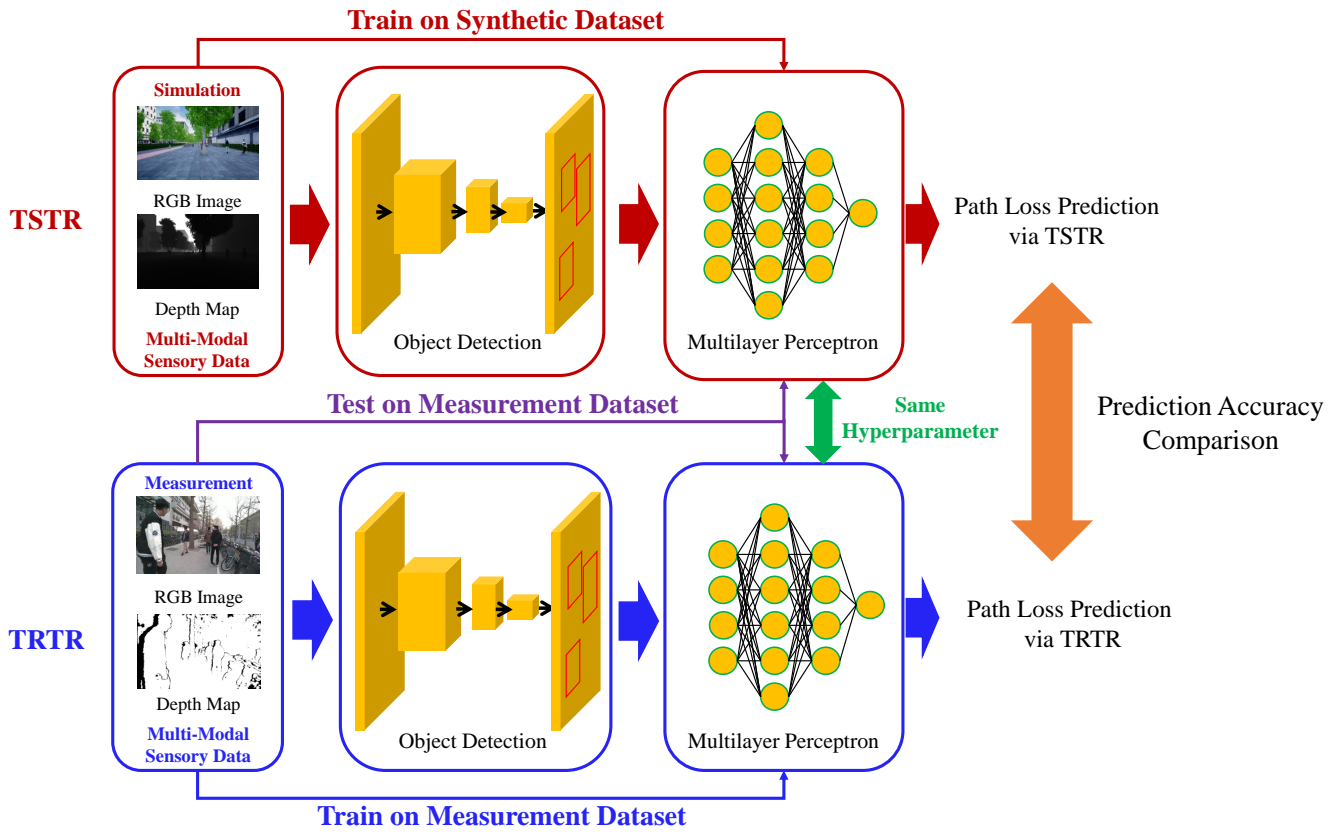 Train on Synthetic Dataset
TSTR
Simulation
RGB Image
Depth Map
Multi-Modal
Sensory Data
Object Detection
Multilayer Perceptron
Path Loss Prediction
via TSTR
Test on Measurement Dataset
Same
Hyperparameter
Prediction Accuracy
Comparison
TRTR
Measurement
RGB Image
Depth Map
Multi-Modal
Sensory Data
Object Detection
Multilayer Perceptron
Path Loss Prediction
via TRTR
Train on Measurement Dataset